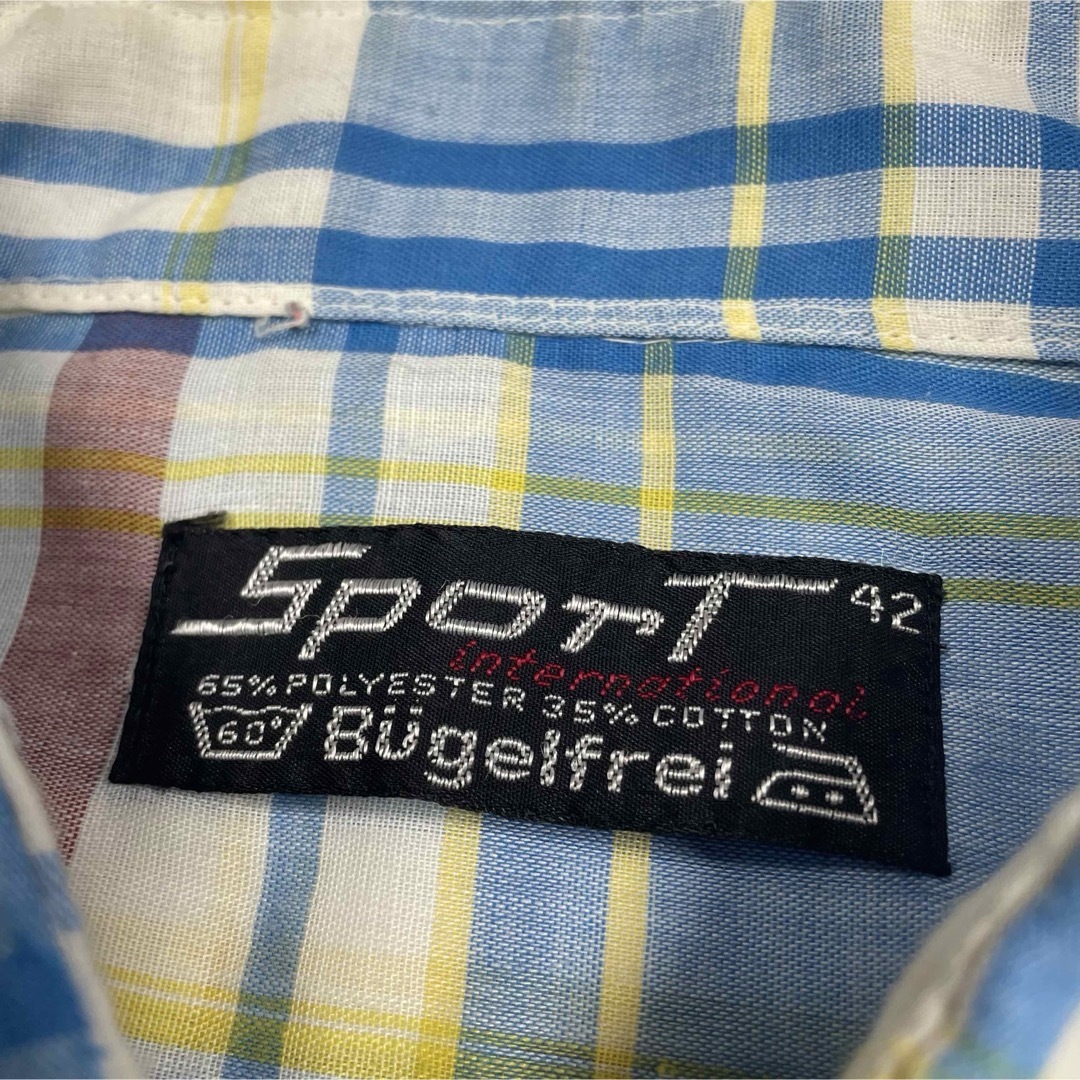 Sport 42
international
65% POLYESTER 35% COTTON
60° Bügelfrei